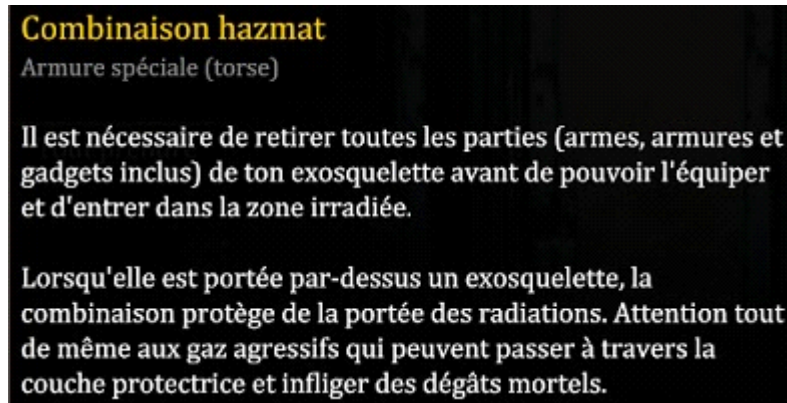 Combinaison hazmat
Armure spéciale (torse)
Il est nécessaire de retirer toutes les parties (armes, armures et
gadgets inclus) de ton exosquelette avant de pouvoir l'équiper
et d'entrer dans la zone irradiée.
Lorsqu'elle est portée par-dessus un exosquelette, la
combinaison protège de la portée des radiations. Attention tout
de même aux gaz agressifs qui peuvent passer à travers la
couche protectrice et infliger des dégâts mortels.